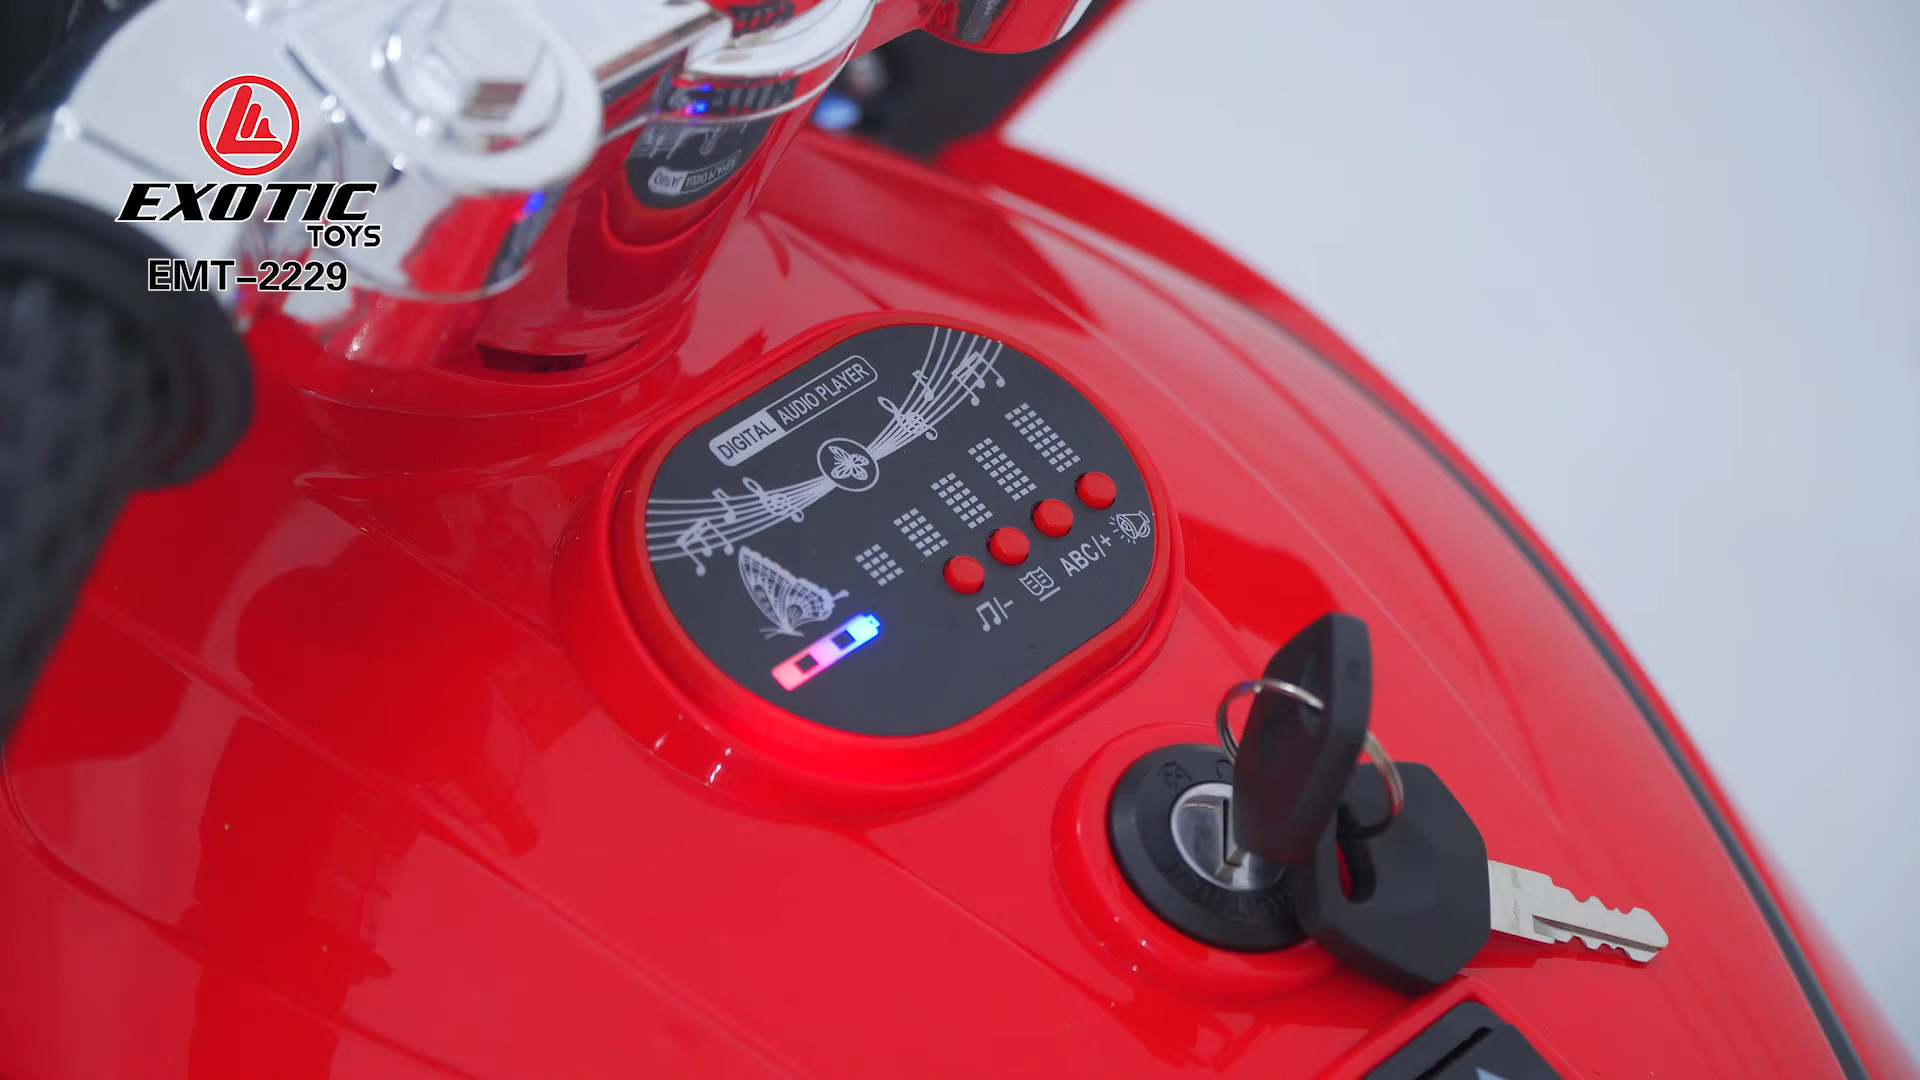 EXOTIC
TOYS
EMT-2229
DIGITAL AUDIO PLAYER
ABC/+